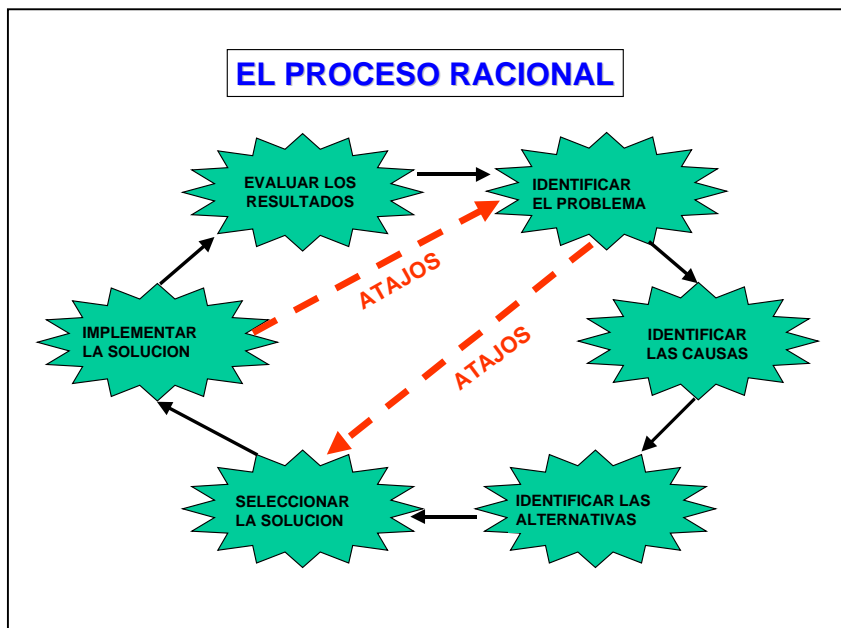 EL PROCESO RACIONAL
EVALUAR LOS
RESULTADOS
IDENTIFICAR
EL PROBLEMA
ATAJOS
IMPLEMENTAR
LA SOLUCION
ATAJOS
IDENTIFICAR
LAS CAUSAS
SELECCIONAR
LA SOLUCION
IDENTIFICAR LAS
ALTERNATIVAS